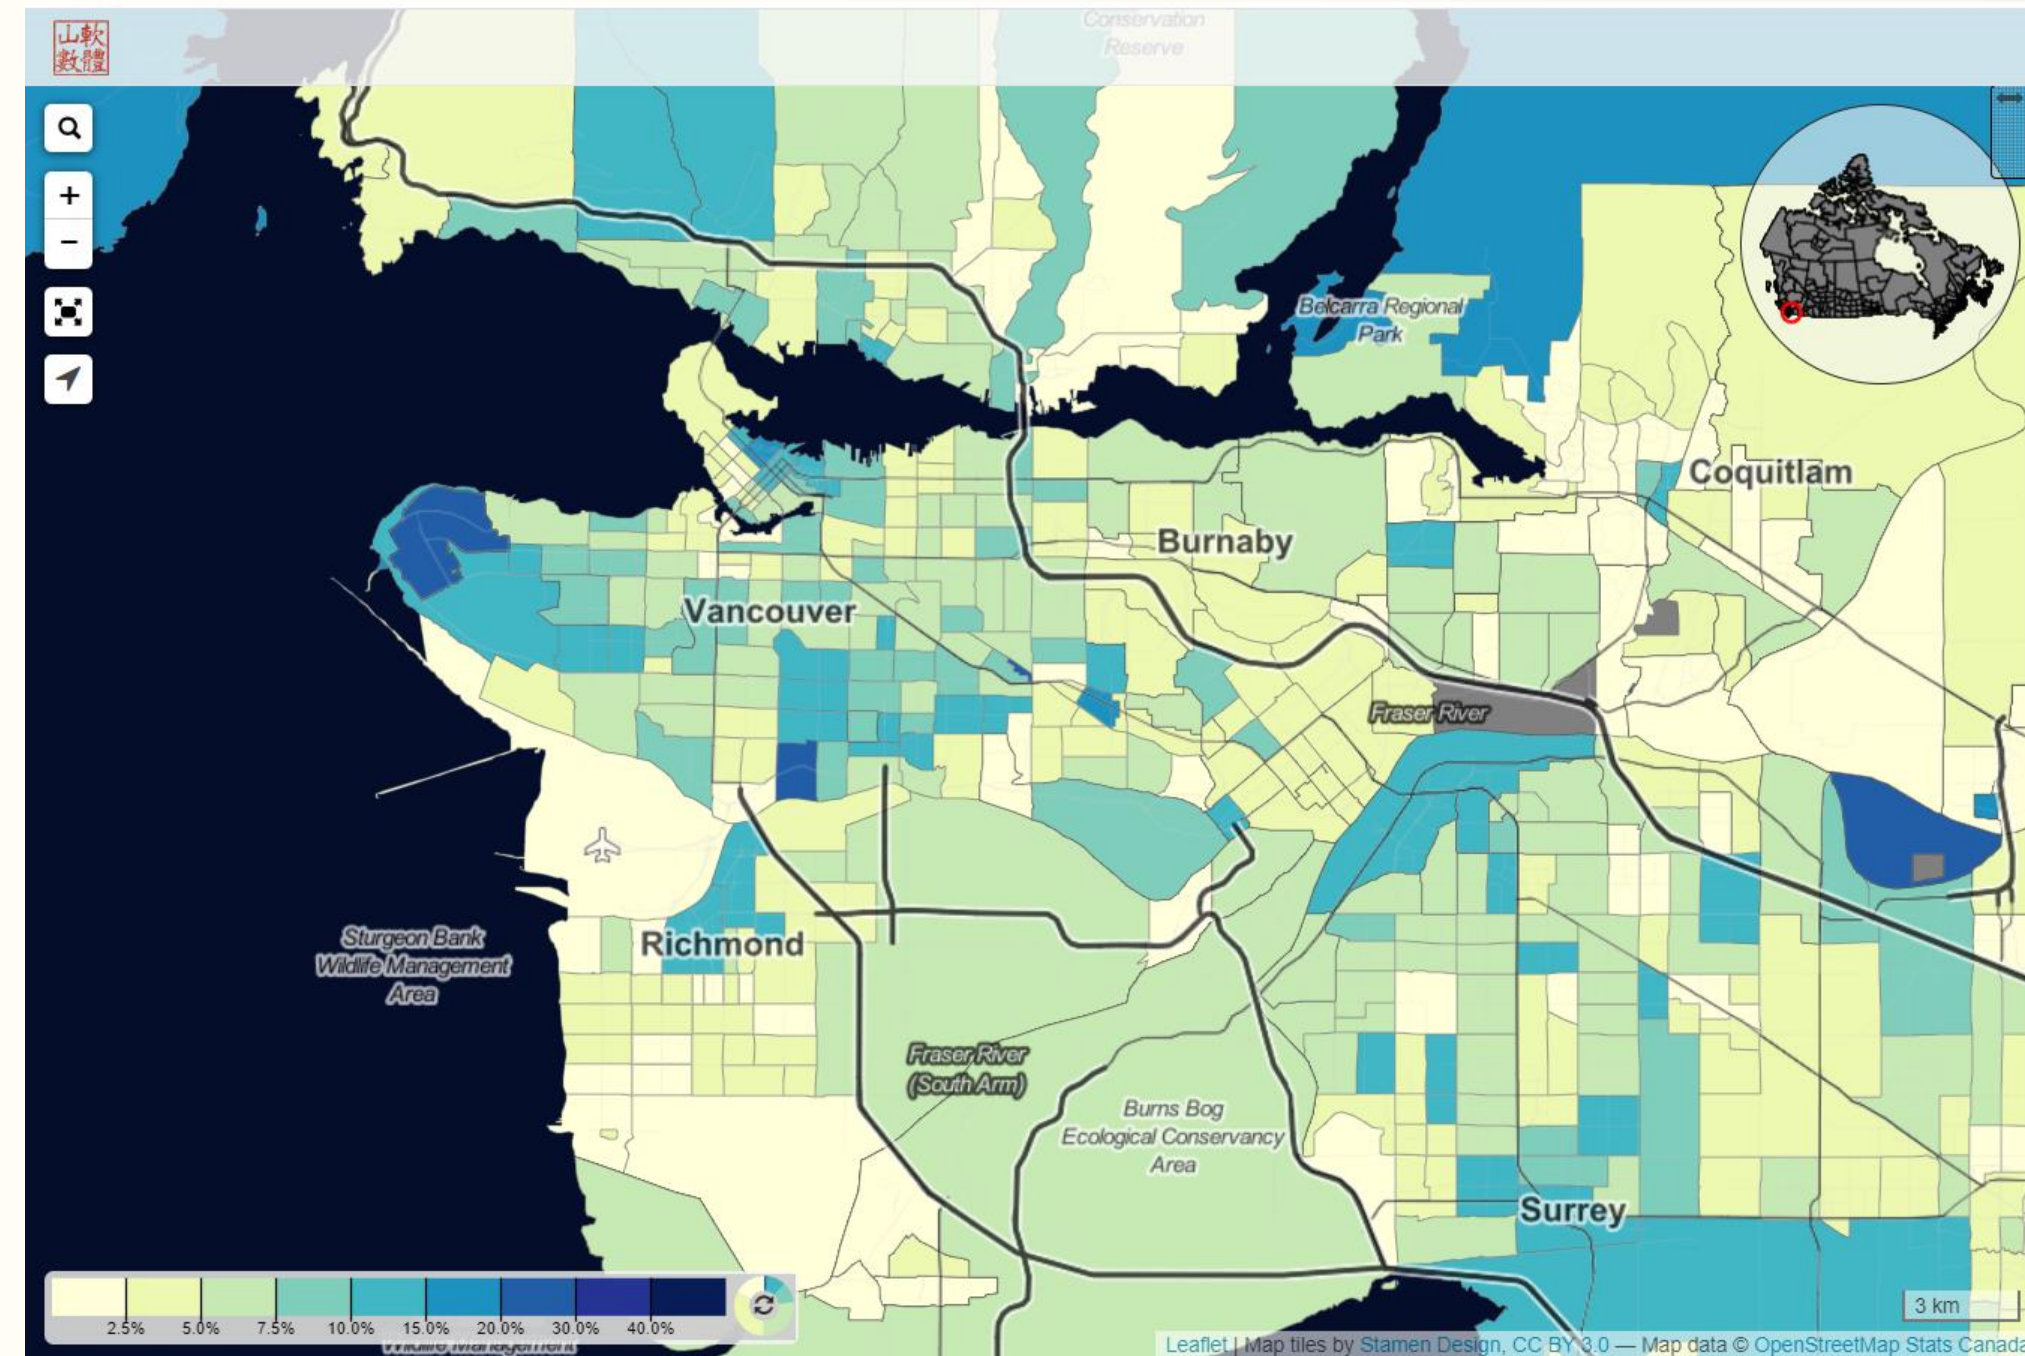 Conservation
Reserve
山軟
數體
+
−
Belcarra Regional
Park
Coquitlam
Burnaby
Vancouver
Fraser River
Richmond
Sturgeon Bank
Wildlife Management
Area
Fraser River
(South Arm)
Burns Bog
Ecological Conservancy
Area
Surrey
2.5% 5.0% 7.5% 10.0% 15.0% 20.0% 30.0% 40.0%
3 km
Wildlife Management
Leaflet | Map tiles by Stamen Design, CC BY 3.0 — Map data © OpenStreetMap Stats Canada